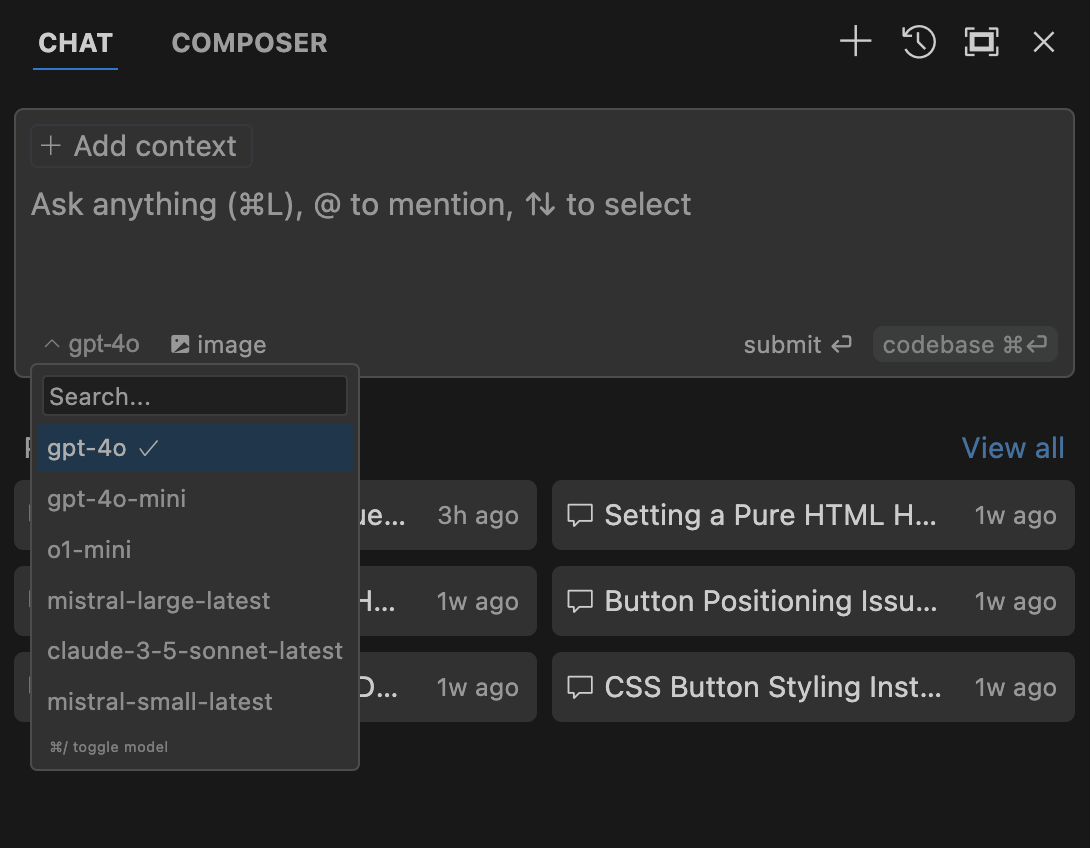 CHAT COMPOSER
+ Add context
Ask anything (⌘L), @ to mention, ↑↓ to select
gpt-4o image submit ⏎ codebase ⌘⏎
Search...
View all
gpt-4o ✓
gpt-4o-mini
o1-mini
mistral-large-latest
claude-3-5-sonnet-latest
mistral-small-latest
⌘/ toggle model
3h ago
Setting a Pure HTML H... 1w ago
1w ago
Button Positioning Issu... 1w ago
1w ago
CSS Button Styling Inst... 1w ago